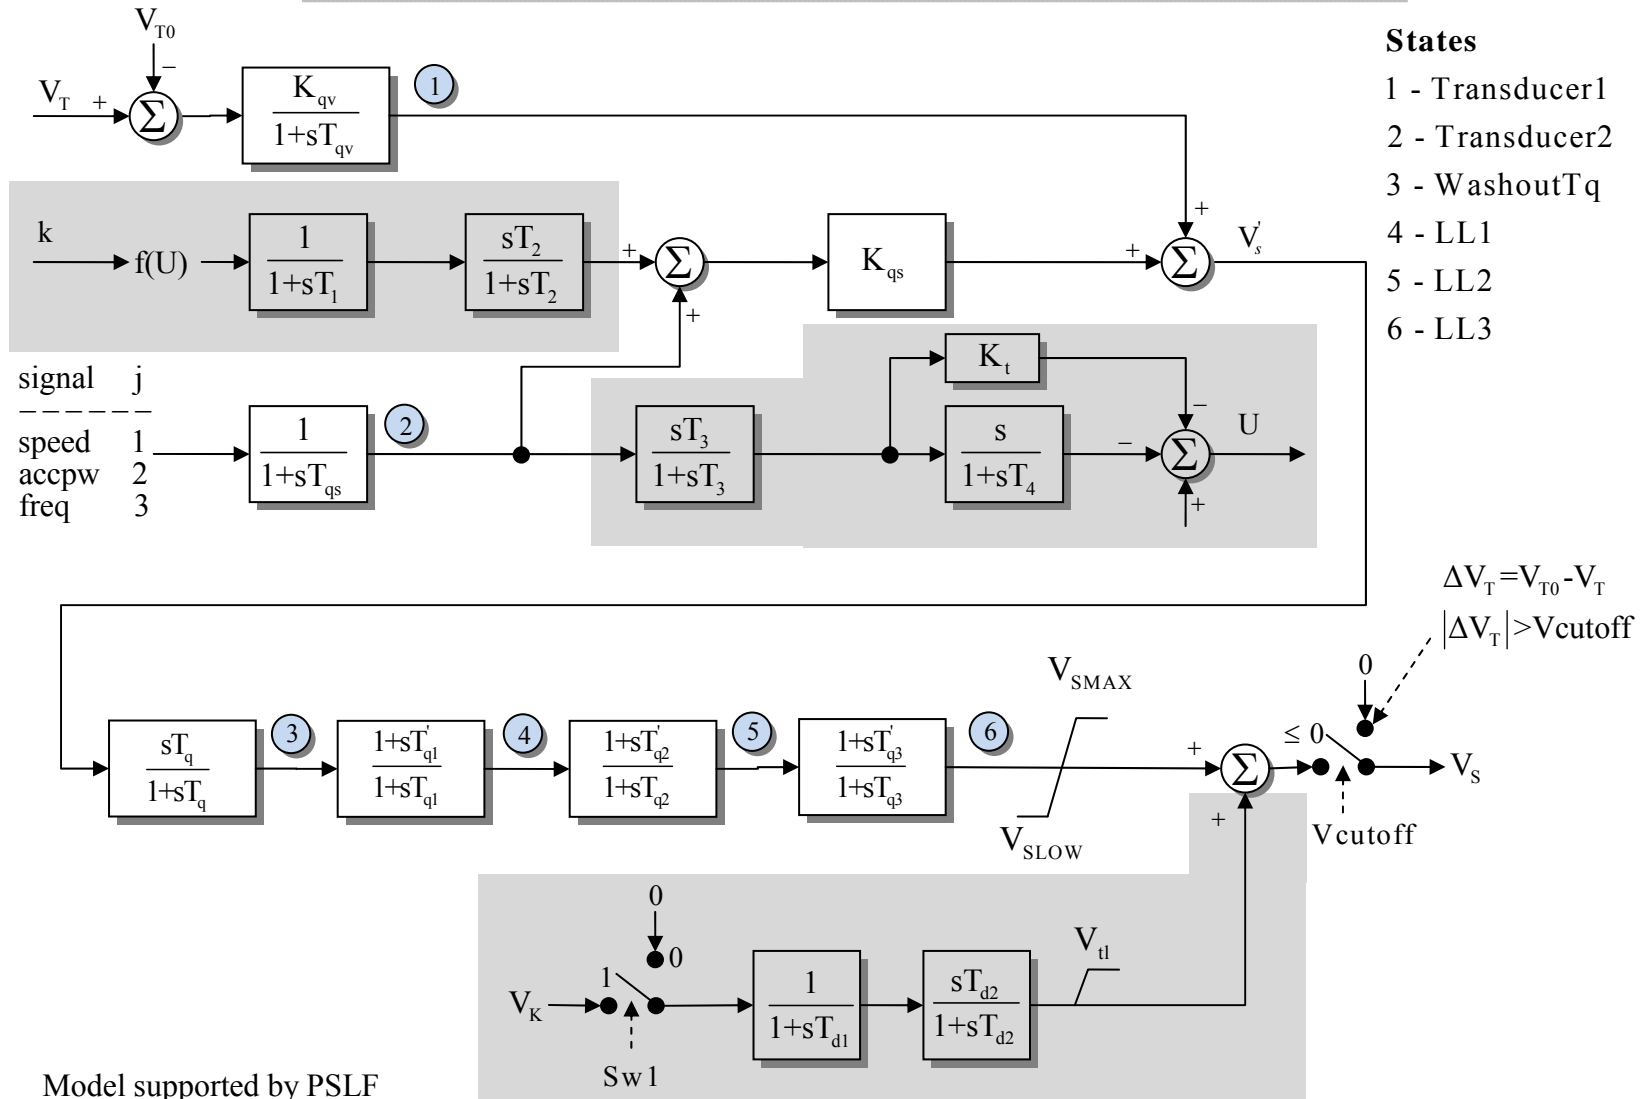 V_T0
V_T + − Σ
K_qv
1+sT_qv
1
k
f(U)
1
1+sT_1
sT_2
1+sT_2
+ Σ +
K_qs
+ + Σ
V'_s
signal j
− − − − − −
speed 1
accpw 2
freq 3
1
1+sT_qs
2
sT_3
1+sT_3
K_t
s
1+sT_4
− − Σ +
U
States
1 - Transducer1
2 - Transducer2
3 - WashoutTq
4 - LL1
5 - LL2
6 - LL3
ΔV_T=V_T0-V_T
|ΔV_T|>Vcutoff
sT_q
1+sT_q
3
1+sT'_q1
1+sT_q1
4
1+sT'_q2
1+sT_q2
5
1+sT'_q3
1+sT_q3
6
V_SMAX
V_SLOW
+ + Σ
≤ 0
0
V_S
Vcutoff
V_K
1
0
0
Sw1
1
1+sT_d1
sT_d2
1+sT_d2
V_tl
Model supported by PSLF